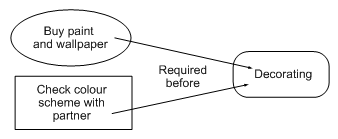 Buy paint
and wallpaper
Check colour
scheme with
partner
Required
before
Decorating